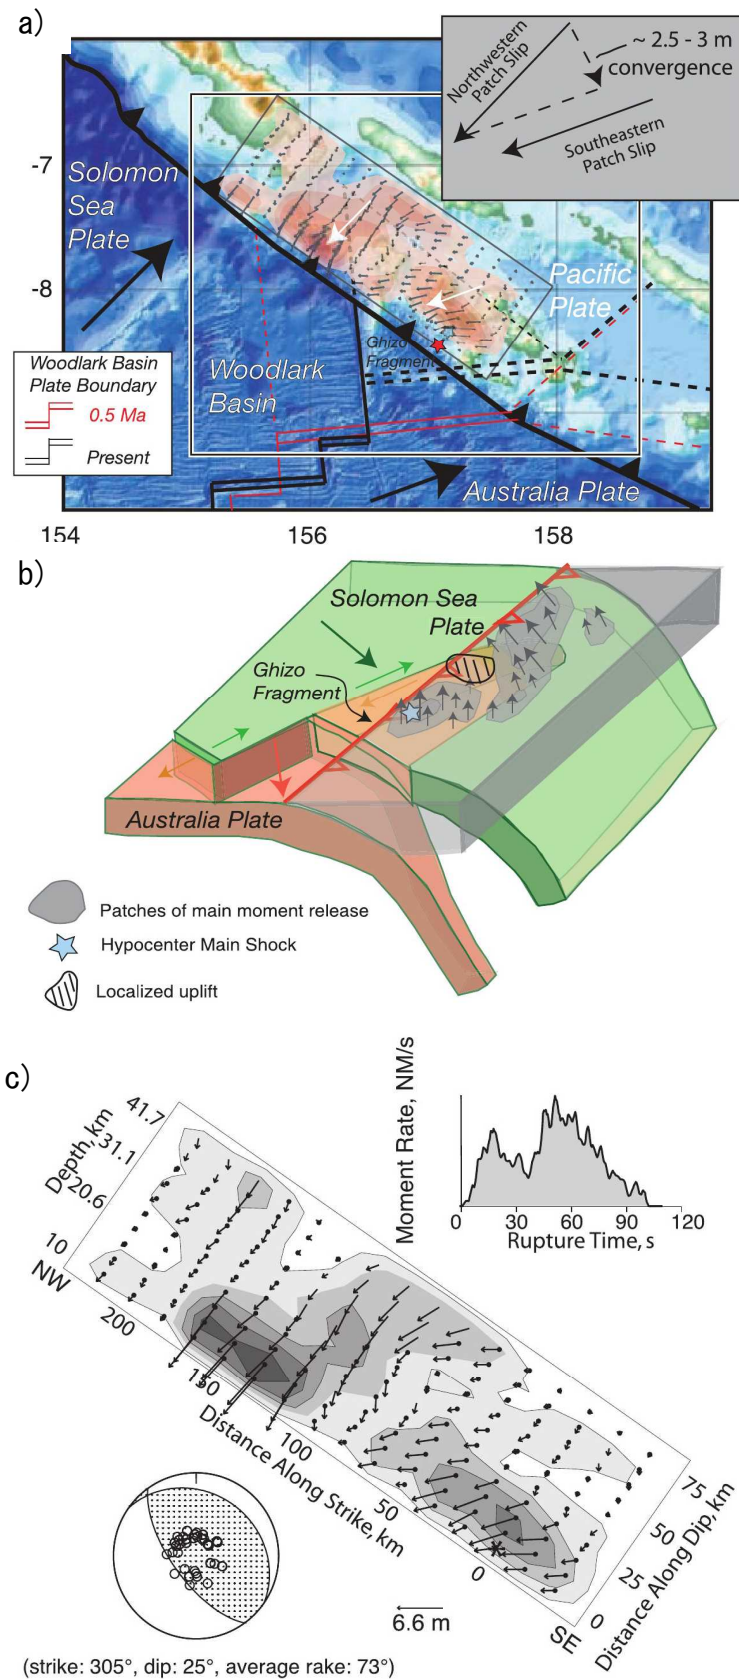 a)
Northwestern
Patch Slip
~ 2.5 - 3 m
convergence
Southeastern
Patch Slip
-7
-8
Solomon
Sea
Plate
Pacific
Plate
Ghizo
Fragment
Woodlark
Basin
Woodlark Basin
Plate Boundary
0.5 Ma
Present
Australia Plate
154
156
158
b)
Solomon Sea
Plate
Ghizo
Fragment
Australia Plate
Patches of main moment release
Hypocenter Main Shock
Localized uplift
c)
Moment Rate, NM/s
0
30
60
90
120
Rupture Time, s
Depth, km
41.7
31.1
20.6
10
NW
200
150
100
50
0
Distance Along Strike, km
SE
0
25
50
75
Distance Along Dip, km
6.6 m
(strike: 305°, dip: 25°, average rake: 73°)